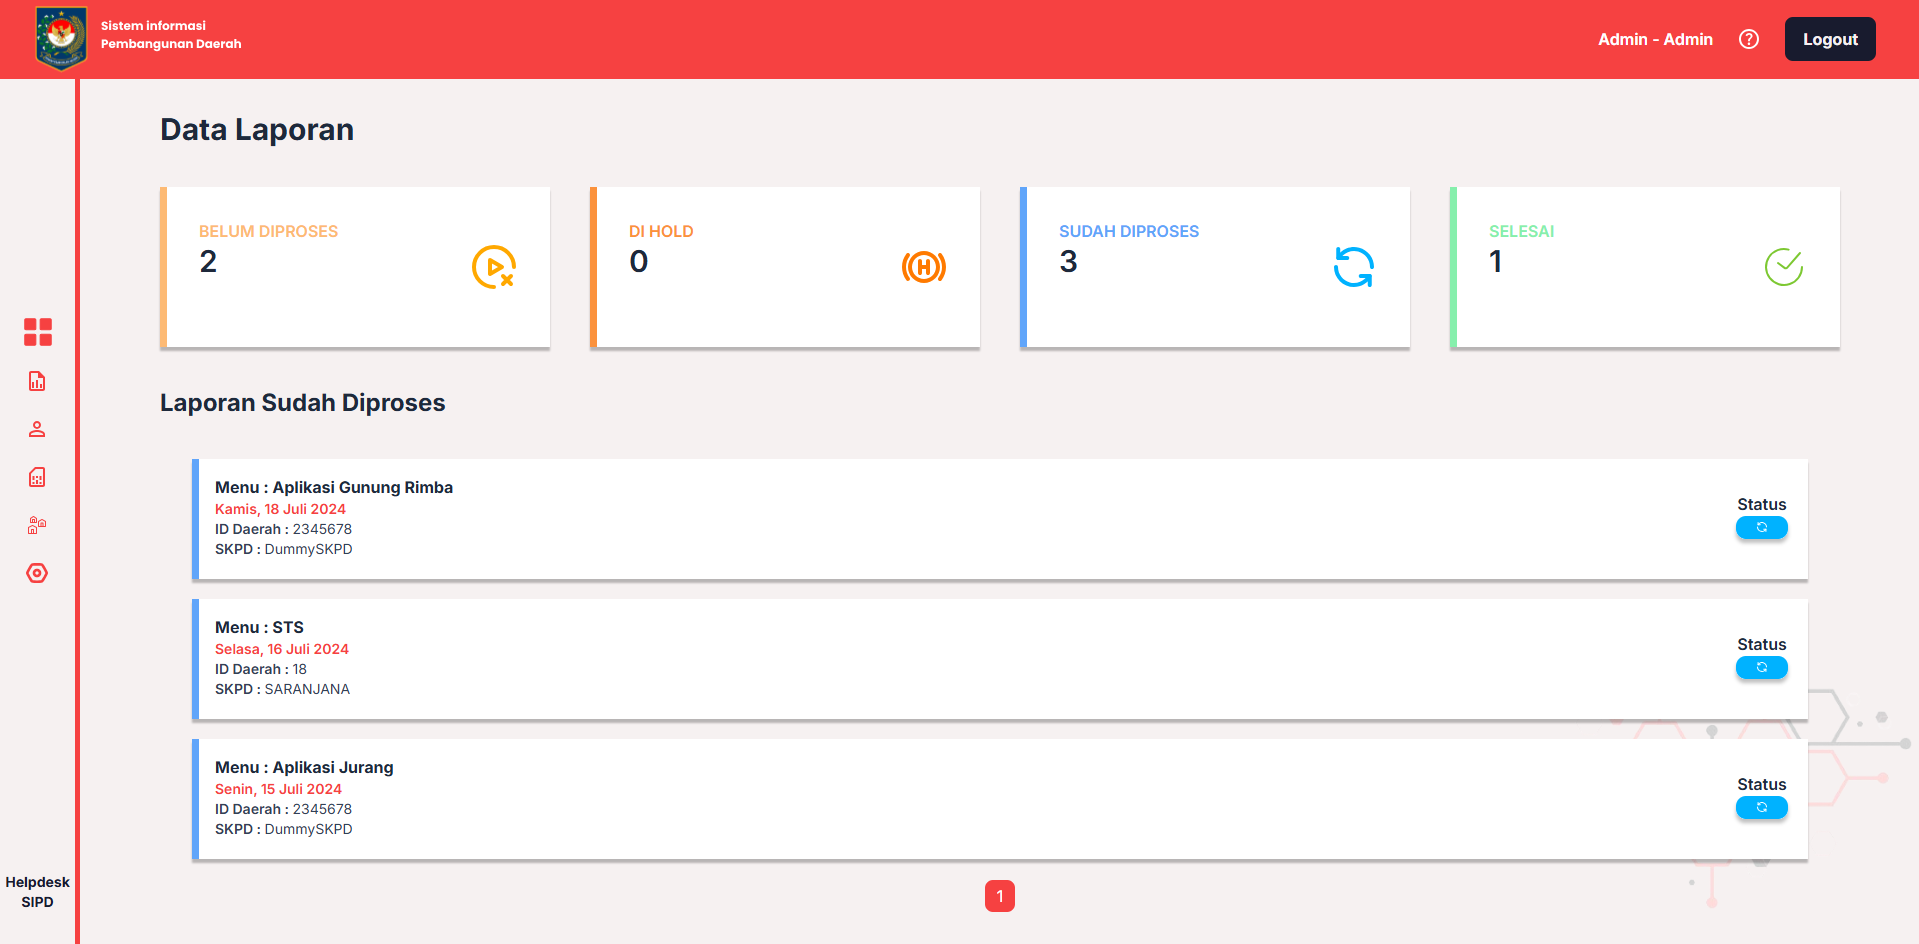 Sistem informasi
Pembangunan Daerah
Admin - Admin
Logout
Data Laporan
BELUM DIPROSES
2
DI HOLD
0
SUDAH DIPROSES
3
SELESAI
1
Laporan Sudah Diproses
Menu : Aplikasi Gunung Rimba
Kamis, 18 Juli 2024
ID Daerah : 2345678
SKPD : DummySKPD
Status
Menu : STS
Selasa, 16 Juli 2024
ID Daerah : 18
SKPD : SARANJANA
Status
Menu : Aplikasi Jurang
Senin, 15 Juli 2024
ID Daerah : 2345678
SKPD : DummySKPD
Status
Helpdesk
SIPD
1